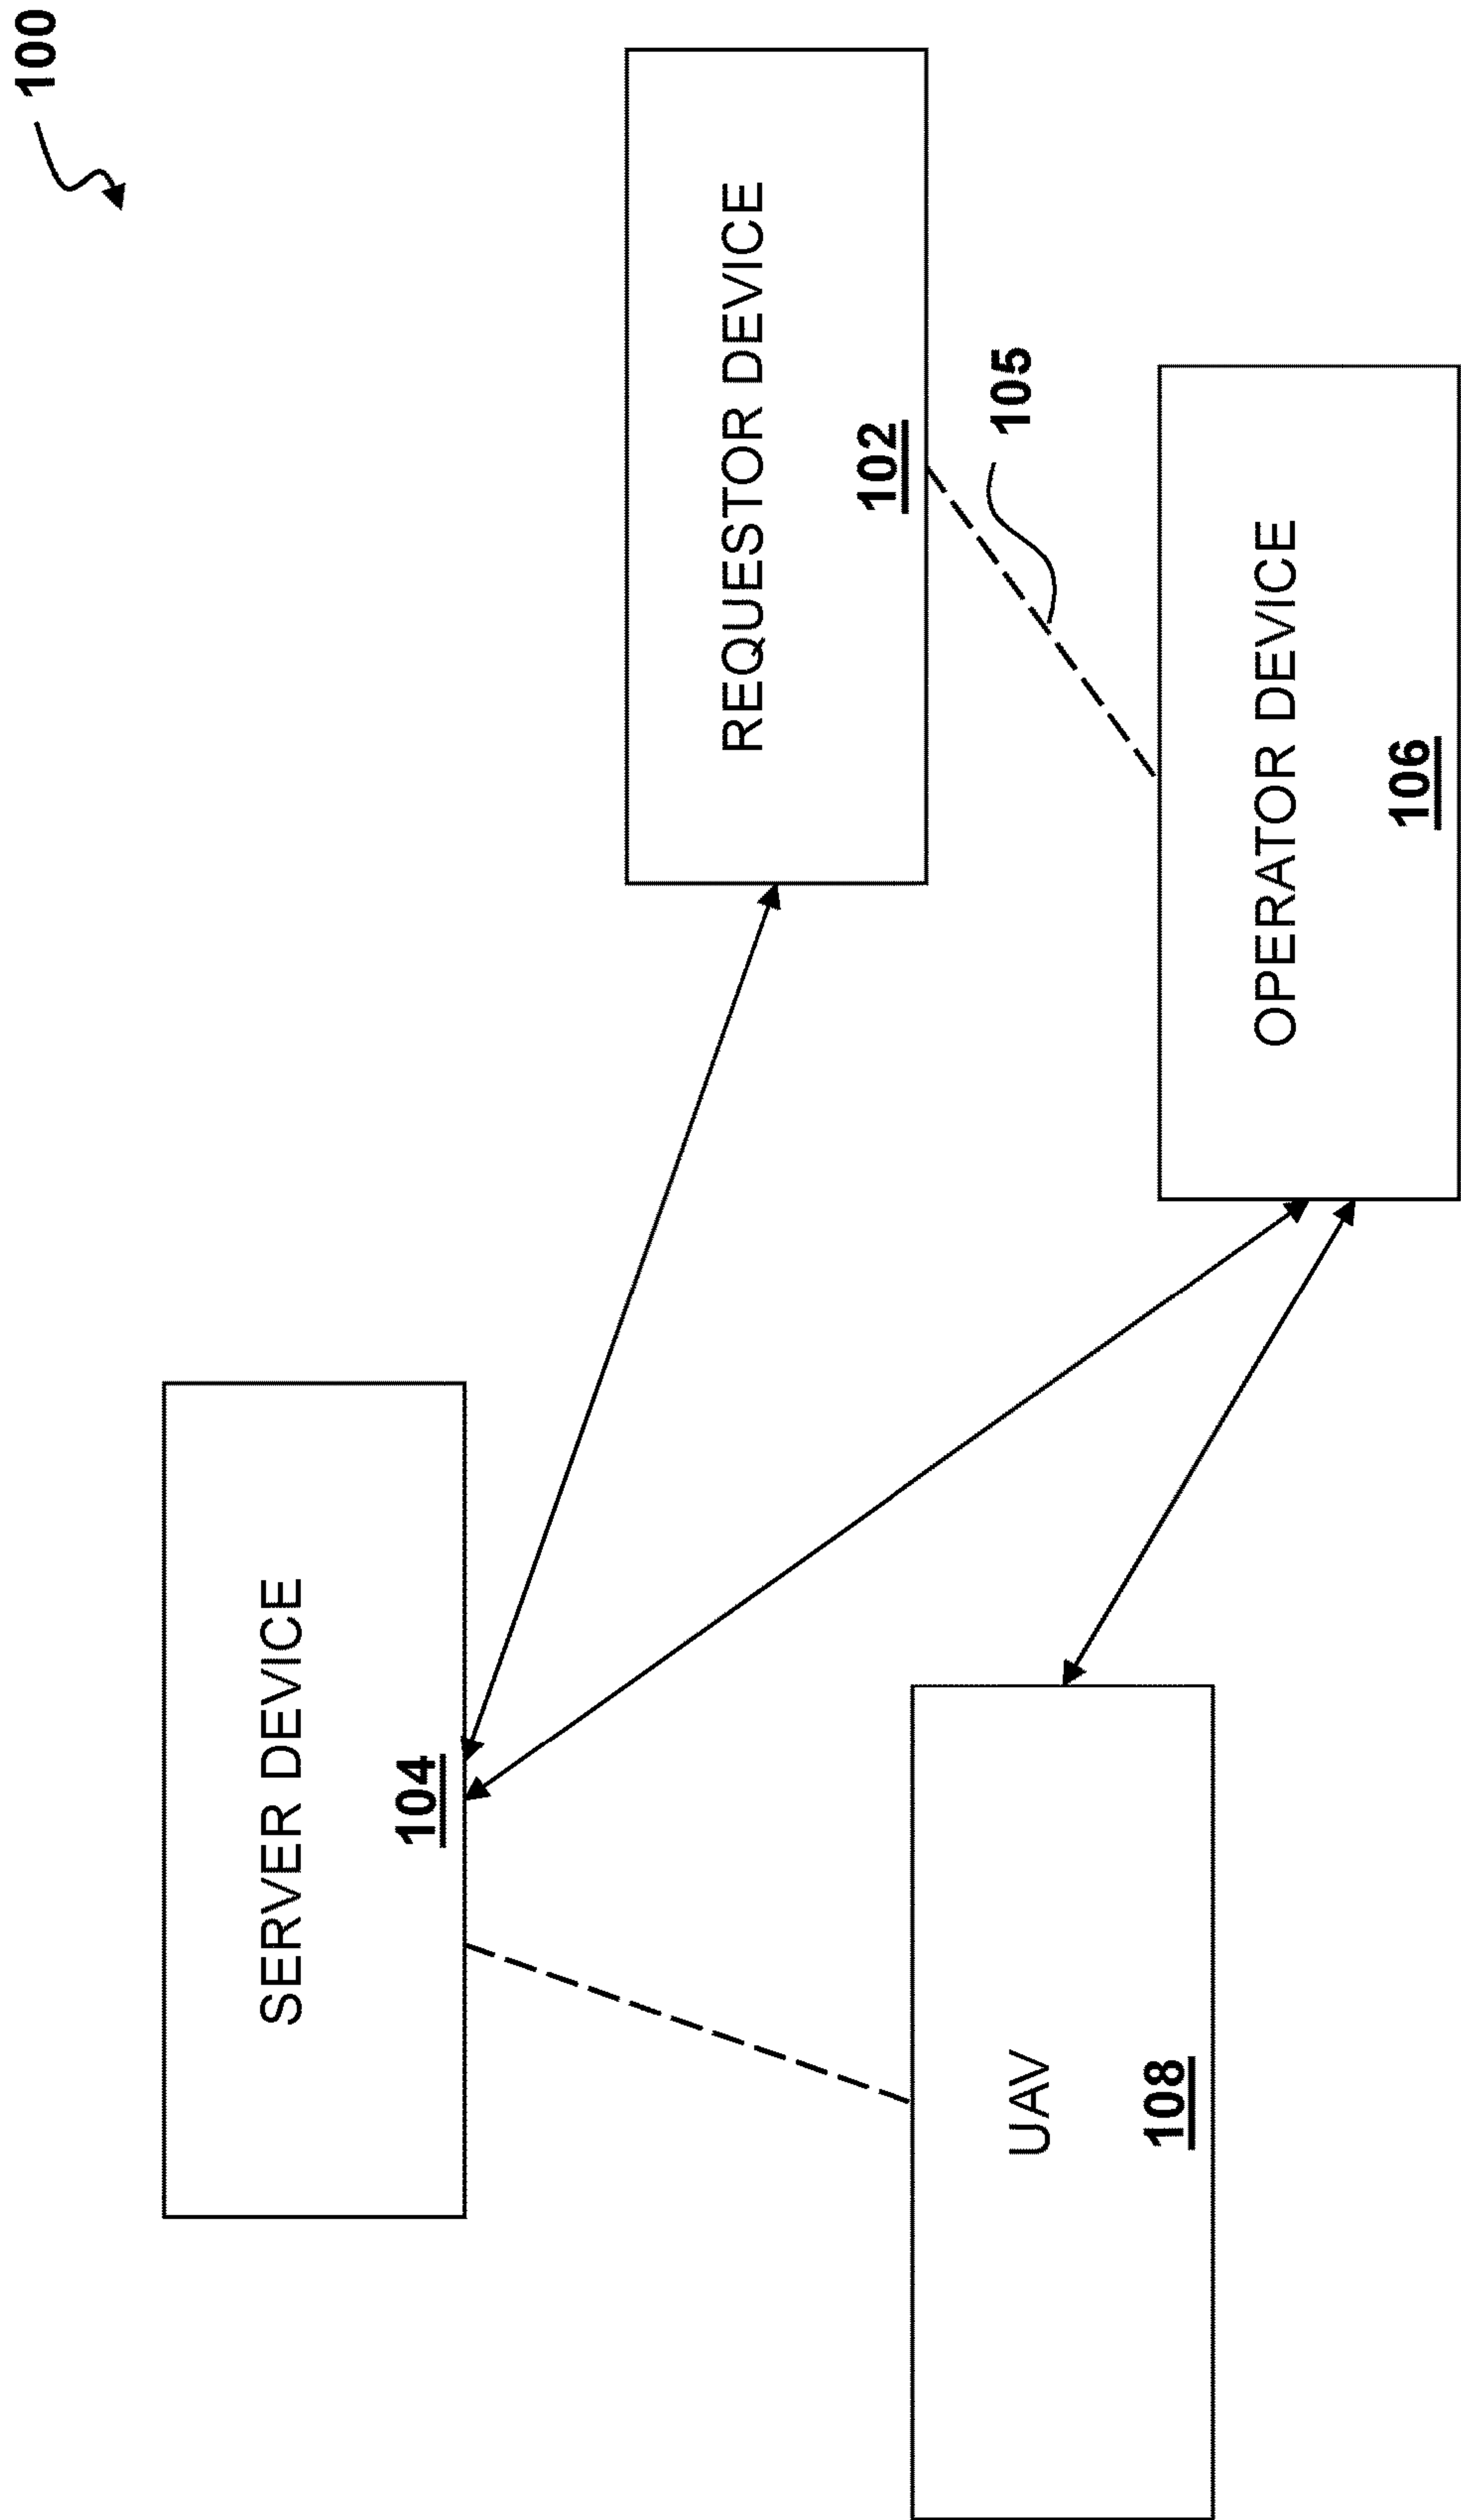 100
SERVER DEVICE
104
REQUESTOR DEVICE
102
105
UAV
108
OPERATOR DEVICE
106